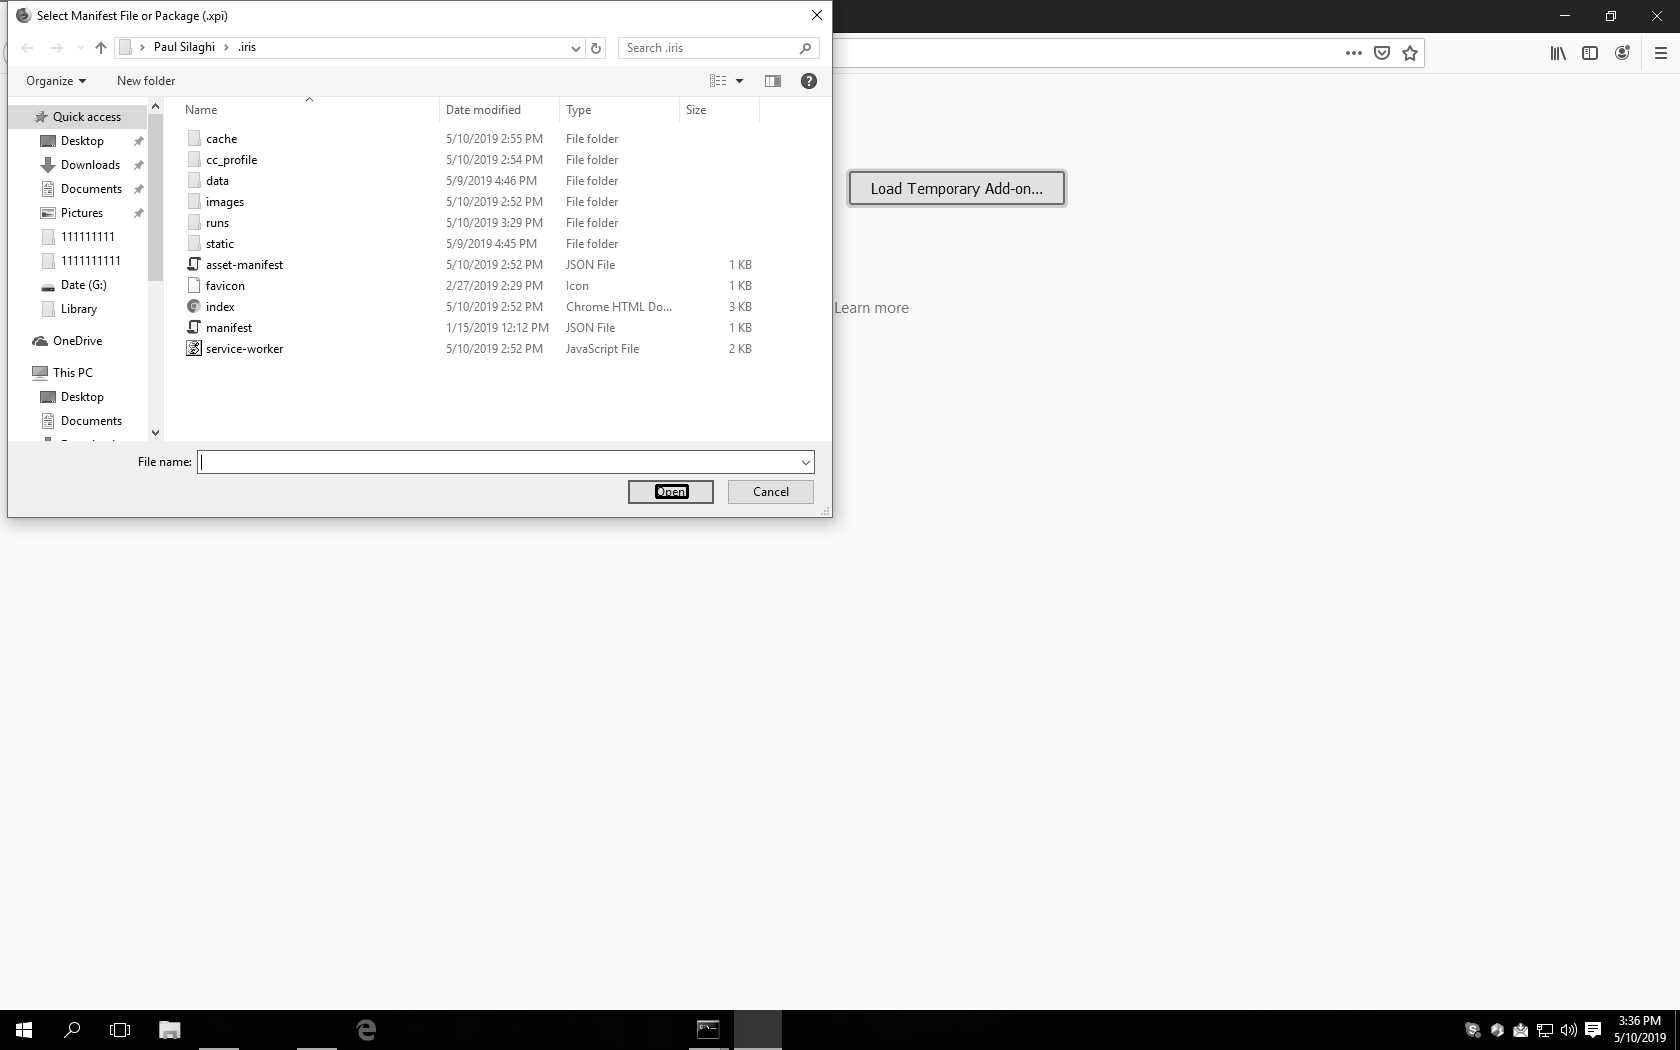 Select Manifest File or Package (.xpi)
Paul Silaghi > .iris
Search .iris
Organize
New folder
Name
Date modified
Type
Size
Quick access
Desktop
Downloads
Documents
Pictures
111111111
1111111111
Date (G:)
Library
OneDrive
This PC
Desktop
Documents
cache 5/10/2019 2:55 PM File folder
cc_profile 5/10/2019 2:54 PM File folder
data 5/9/2019 4:46 PM File folder
images 5/10/2019 2:52 PM File folder
runs 5/10/2019 3:29 PM File folder
static 5/9/2019 4:45 PM File folder
asset-manifest 5/10/2019 2:52 PM JSON File 1 KB
favicon 2/27/2019 2:29 PM Icon 1 KB
index 5/10/2019 2:52 PM Chrome HTML Do... 3 KB
manifest 1/15/2019 12:12 PM JSON File 1 KB
service-worker 5/10/2019 2:52 PM JavaScript File 2 KB
File name:
Open
Cancel
Load Temporary Add-on...
Learn more
3:36 PM
5/10/2019